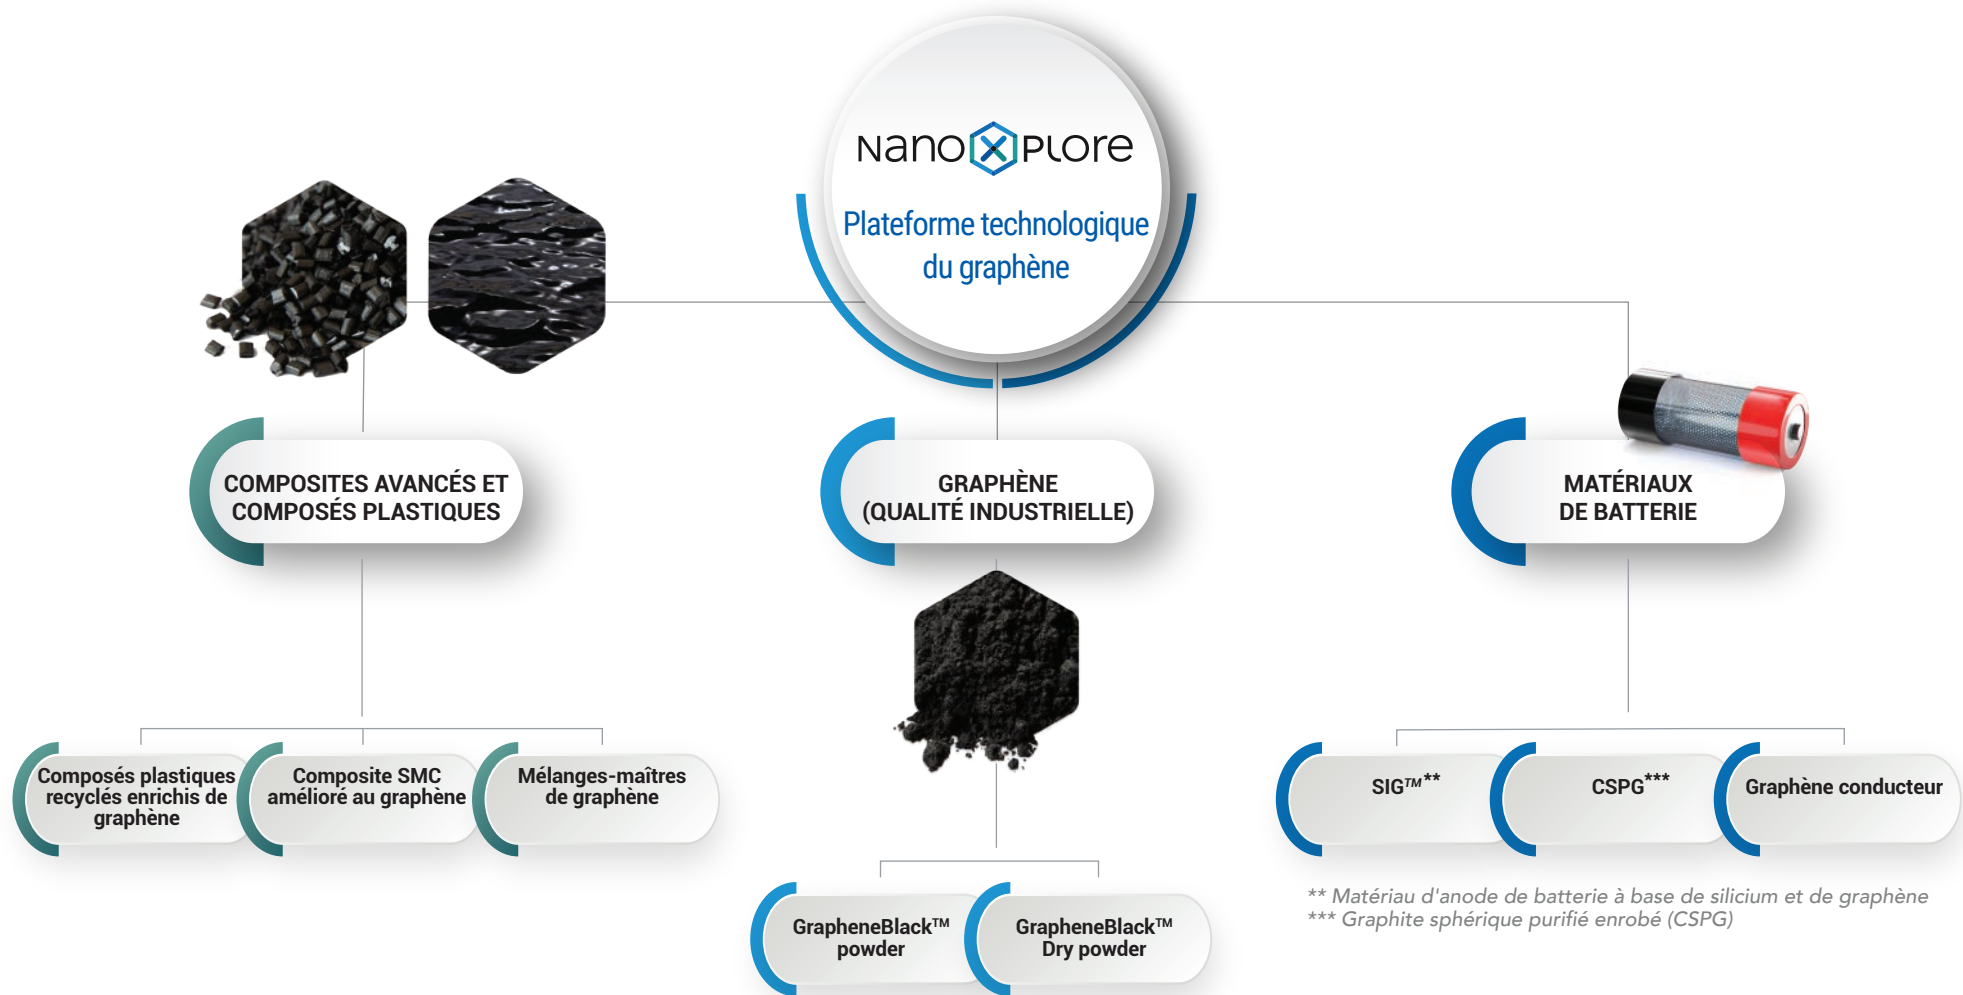 NanoXplore
Plateforme technologique
du graphène
COMPOSITES AVANCÉS ET
COMPOSÉS PLASTIQUES
GRAPHÈNE
(QUALITÉ INDUSTRIELLE)
MATÉRIAUX
DE BATTERIE
Composés plastiques
recyclés enrichis de
graphène
Composite SMC
amélioré au graphène
Mélanges-maîtres
de graphène
SIG™**
CSPG***
Graphène conducteur
** Matériau d'anode de batterie à base de silicium et de graphène
*** Graphite sphérique purifié enrobé (CSPG)
GrapheneBlack™
powder
GrapheneBlack™
Dry powder